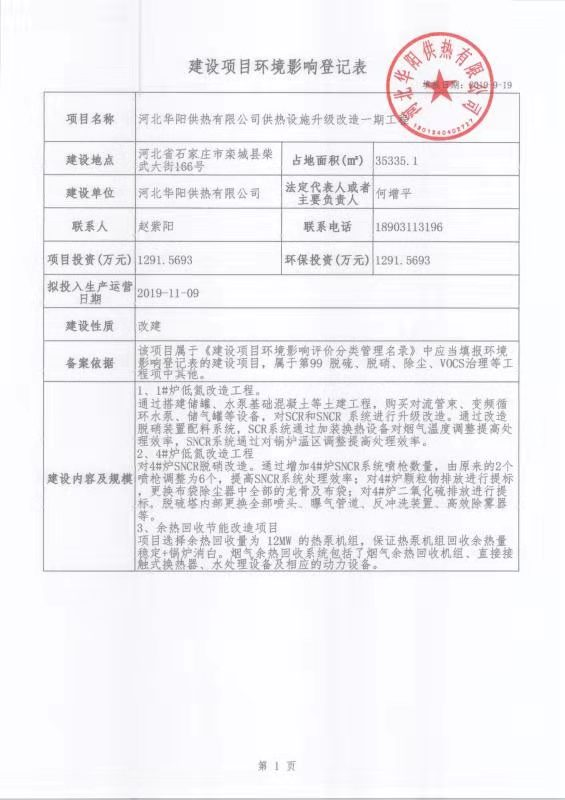 建设项目环境影响登记表
填报日期：2019-9-19
河北华阳供热有限公司
1301840402727
项目名称 河北华阳供热有限公司供热设施升级改造一期工程
建设地点 河北省石家庄市栾城县柴武大街166号 占地面积(㎡) 35335.1
建设单位 河北华阳供热有限公司 法定代表人或者主要负责人 何增平
联系人 赵紫阳 联系电话 18903113196
项目投资(万元) 1291.5693 环保投资(万元) 1291.5693
拟投入生产运营日期 2019-11-09
建设性质 改建
备案依据
该项目属于《建设项目环境影响评价分类管理名录》中应当填报环境
影响登记表的建设项目，属于第99 脱硫、脱硝、除尘、VOCS治理等工
程项中其他。
建设内容及规模
1、1#炉低氮改造工程。
通过搭建储罐、水泵基础混凝土等土建工程，购买对流管束、变频循
环水泵、储气罐等设备，对SCR和SNCR 系统进行升级改造。通过改造
脱硝装置配料系统，SCR系统通过加装换热设备对烟气温度调整提高处
理效率，SNCR系统通过对锅炉温区调整提高处理效率。
2、4#炉低氮改造工程
对4#炉SNCR脱硝改造。通过增加4#炉SNCR系统喷枪数量，由原来的2个
喷枪调整为6个，提高SNCR系统处理效率；对4#炉颗粒物排放进行提标
，更换布袋除尘器中全部的龙骨及布袋；对4#炉二氧化硫排放进行提
标，脱硫塔内部更换全部喷头、曝气管道、反冲洗装置、高效除雾器
等。
3、余热回收节能改造项目
项目选择余热回收量为 12MW 的热泵机组，保证热泵机组回收余热量
稳定+锅炉消白。烟气余热回收系统包括了烟气余热回收机组、直接接
触式换热器、水处理设备及相应的动力设备。
第 1 页